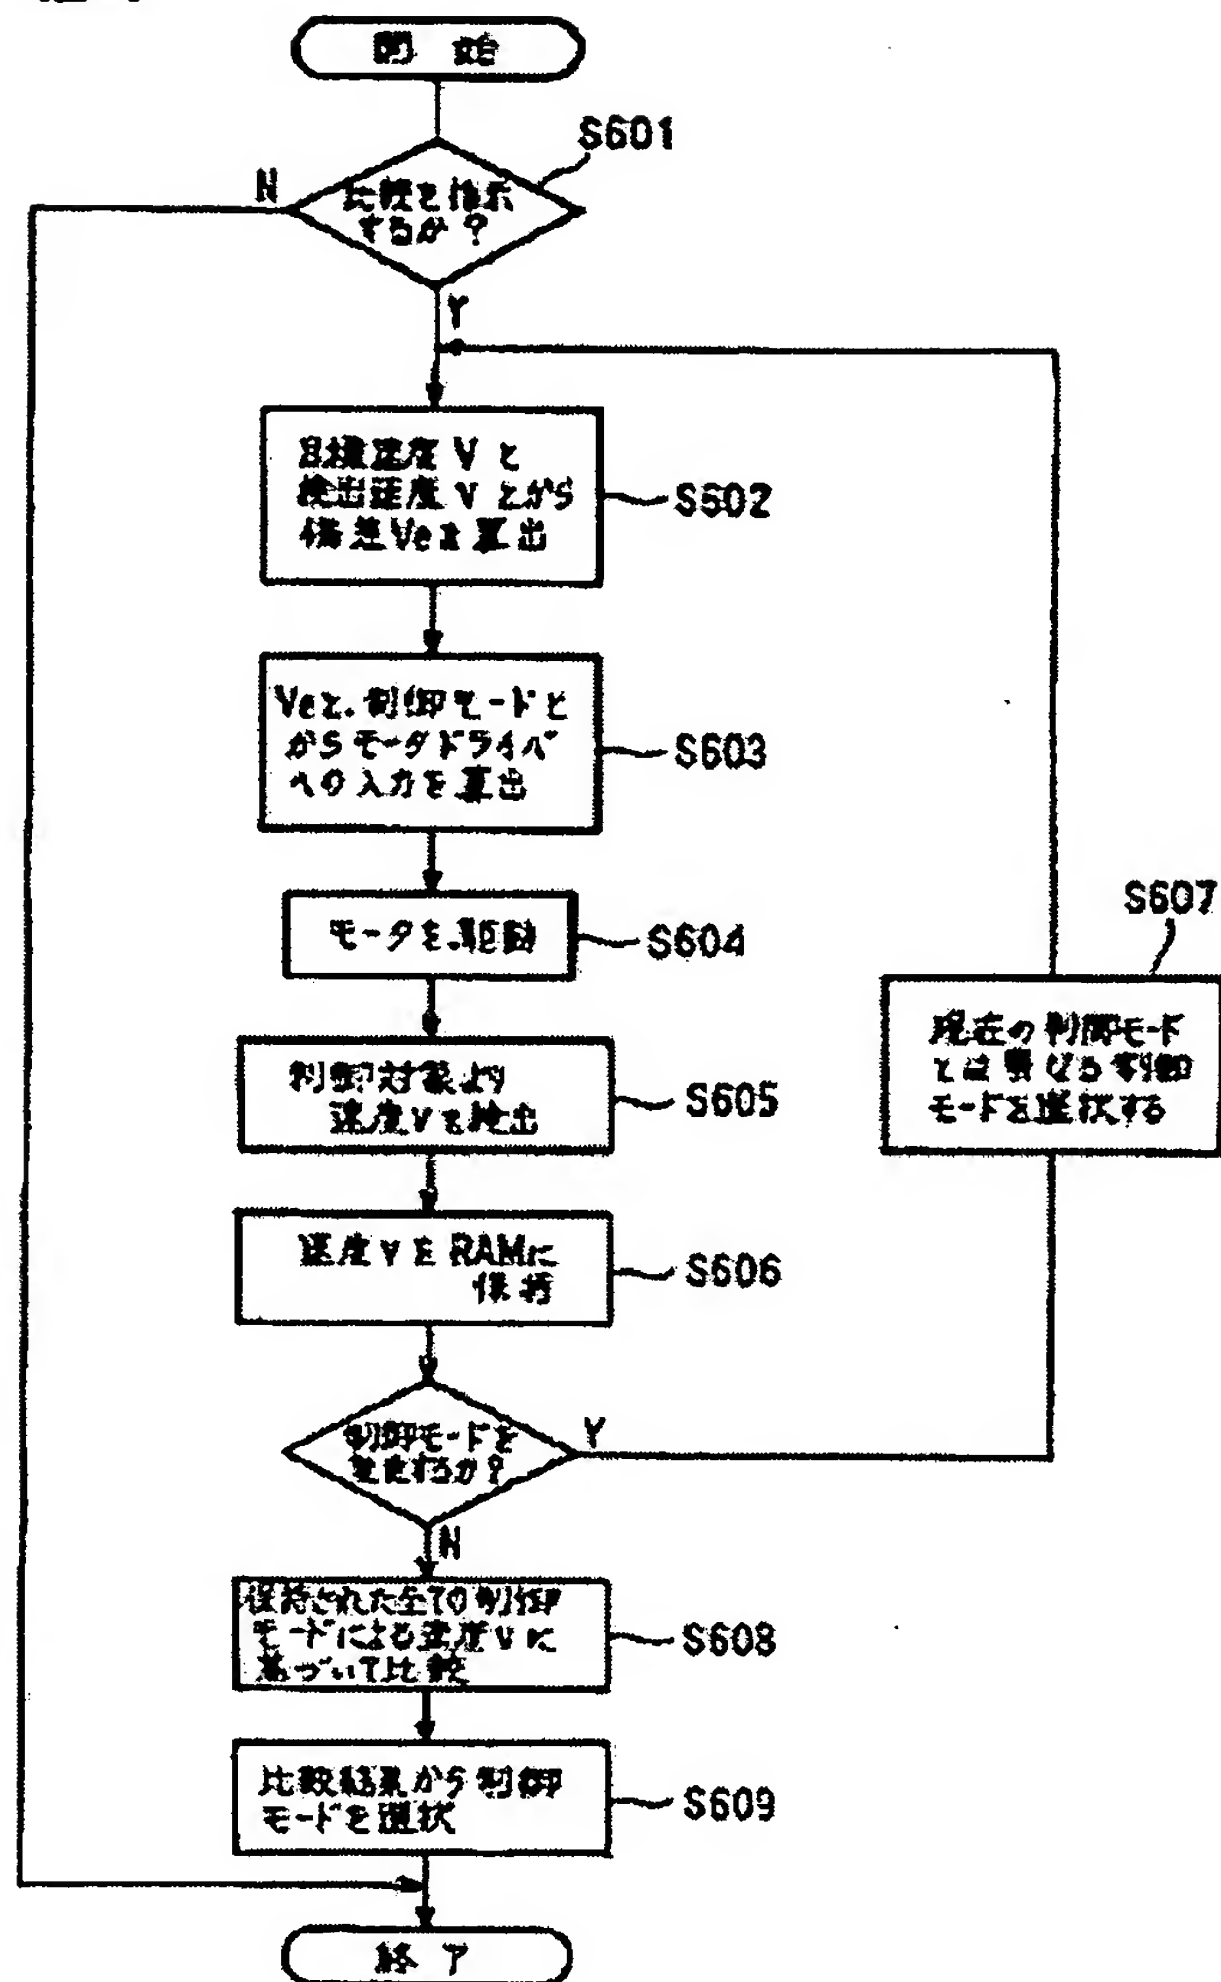 開 始
S601
N
比較を指示
するか？
Y
目標速度 V と
検出速度 V とから
偏差Veを算出
S602
Veと、制御モードと
からモータドライバ
への入力を算出
S603
モータを駆動
S604
S607
現在の制御モード
とは異なる制御
モードを選択する
制御対象より
速度Vを検出
S605
速度VをRAMに
保持
S606
制御モードを
変更するか？
Y
N
保持された全ての制御
モードによる速度Vに
基づいて比較
S608
比較結果から制御
モードを選択
S609
終 了